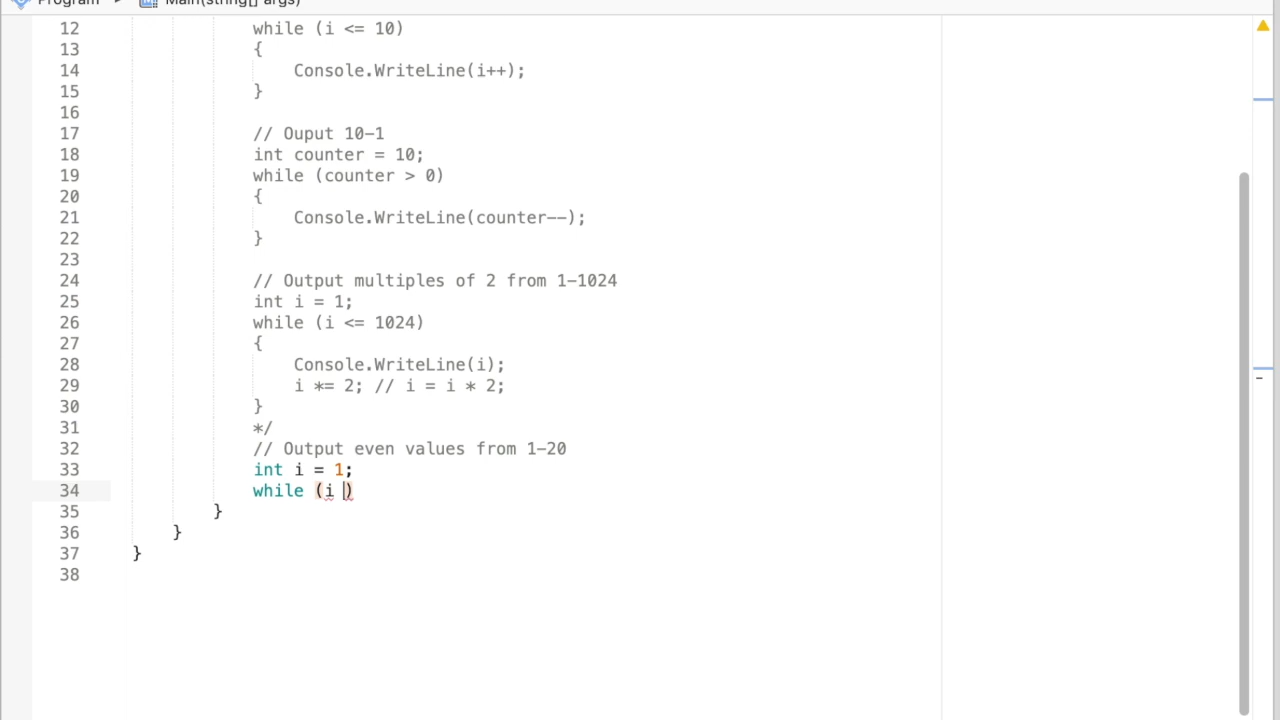 Program ▸ Main(string[] args)
12 while (i <= 10)
13 {
14 Console.WriteLine(i++);
15 }
16
17 // Ouput 10-1
18 int counter = 10;
19 while (counter > 0)
20 {
21 Console.WriteLine(counter--);
22 }
23
24 // Output multiples of 2 from 1-1024
25 int i = 1;
26 while (i <= 1024)
27 {
28 Console.WriteLine(i);
29 i *= 2; // i = i * 2;
30 }
31 */
32 // Output even values from 1-20
33 int i = 1;
34 while (i )
35 }
36 }
37 }
38